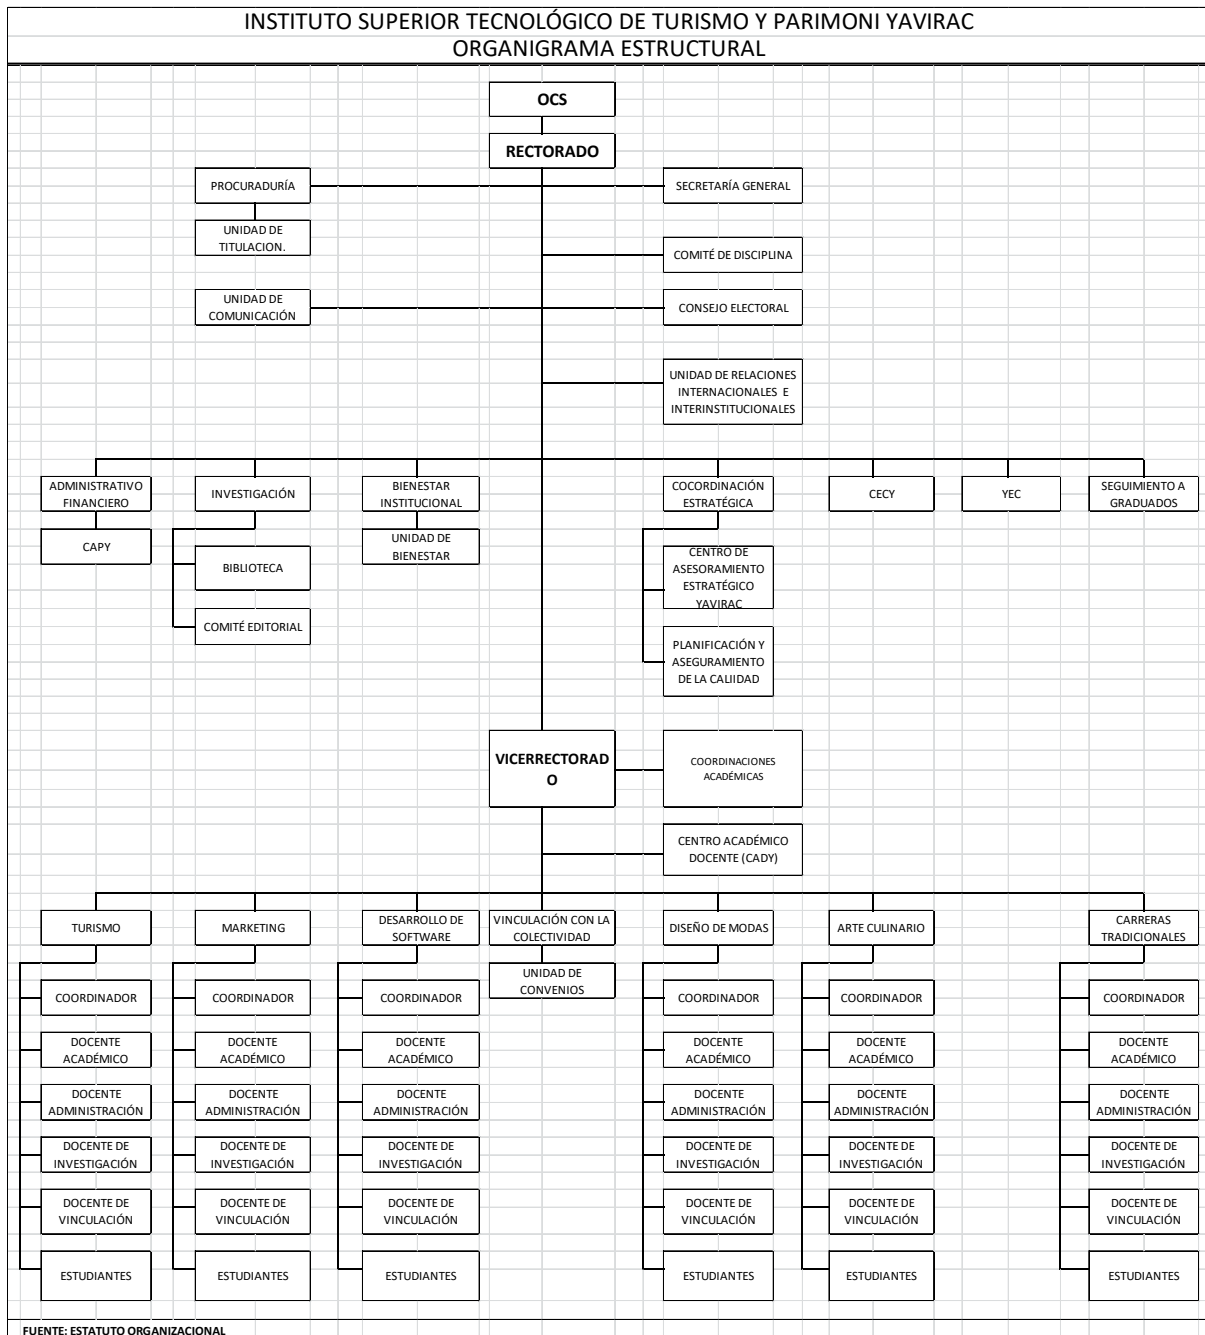 INSTITUTO SUPERIOR TECNOLÓGICO DE TURISMO Y PARIMONI YAVIRAC
ORGANIGRAMA ESTRUCTURAL
OCS
RECTORADO
PROCURADURÍA
SECRETARÍA GENERAL
UNIDAD DE
TITULACION.
COMITÉ DE DISCIPLINA
UNIDAD DE
COMUNICACIÓN
CONSEJO ELECTORAL
UNIDAD DE RELACIONES
INTERNACIONALES E
INTERINSTITUCIONALES
ADMINISTRATIVO
FINANCIERO
INVESTIGACIÓN
BIENESTAR
INSTITUCIONAL
COCORDINACIÓN
ESTRATÉGICA
CECY
YEC
SEGUIMIENTO A
GRADUADOS
CAPY
BIBLIOTECA
COMITÉ EDITORIAL
UNIDAD DE
BIENESTAR
CENTRO DE
ASESORAMIENTO
ESTRATÉGICO
YAVIRAC
PLANIFICACIÓN Y
ASEGURAMIENTO
DE LA CALIIDAD
VICERRECTORAD
O
COORDINACIONES
ACADÉMICAS
CENTRO ACADÉMICO
DOCENTE (CADY)
TURISMO
MARKETING
DESARROLLO DE
SOFTWARE
VINCULACIÓN CON LA
COLECTIVIDAD
DISEÑO DE MODAS
ARTE CULINARIO
CARRERAS
TRADICIONALES
COORDINADOR
COORDINADOR
COORDINADOR
UNIDAD DE
CONVENIOS
COORDINADOR
COORDINADOR
COORDINADOR
DOCENTE
ACADÉMICO
DOCENTE
ACADÉMICO
DOCENTE
ACADÉMICO
DOCENTE
ACADÉMICO
DOCENTE
ACADÉMICO
DOCENTE
ACADÉMICO
DOCENTE
ADMINISTRACIÓN
DOCENTE
ADMINISTRACIÓN
DOCENTE
ADMINISTRACIÓN
DOCENTE
ADMINISTRACIÓN
DOCENTE
ADMINISTRACIÓN
DOCENTE
ADMINISTRACIÓN
DOCENTE DE
INVESTIGACIÓN
DOCENTE DE
INVESTIGACIÓN
DOCENTE DE
INVESTIGACIÓN
DOCENTE DE
INVESTIGACIÓN
DOCENTE DE
INVESTIGACIÓN
DOCENTE DE
INVESTIGACIÓN
DOCENTE DE
VINCULACIÓN
DOCENTE DE
VINCULACIÓN
DOCENTE DE
VINCULACIÓN
DOCENTE DE
VINCULACIÓN
DOCENTE DE
VINCULACIÓN
DOCENTE DE
VINCULACIÓN
ESTUDIANTES
ESTUDIANTES
ESTUDIANTES
ESTUDIANTES
ESTUDIANTES
ESTUDIANTES
FUENTE: ESTATUTO ORGANIZACIONAL